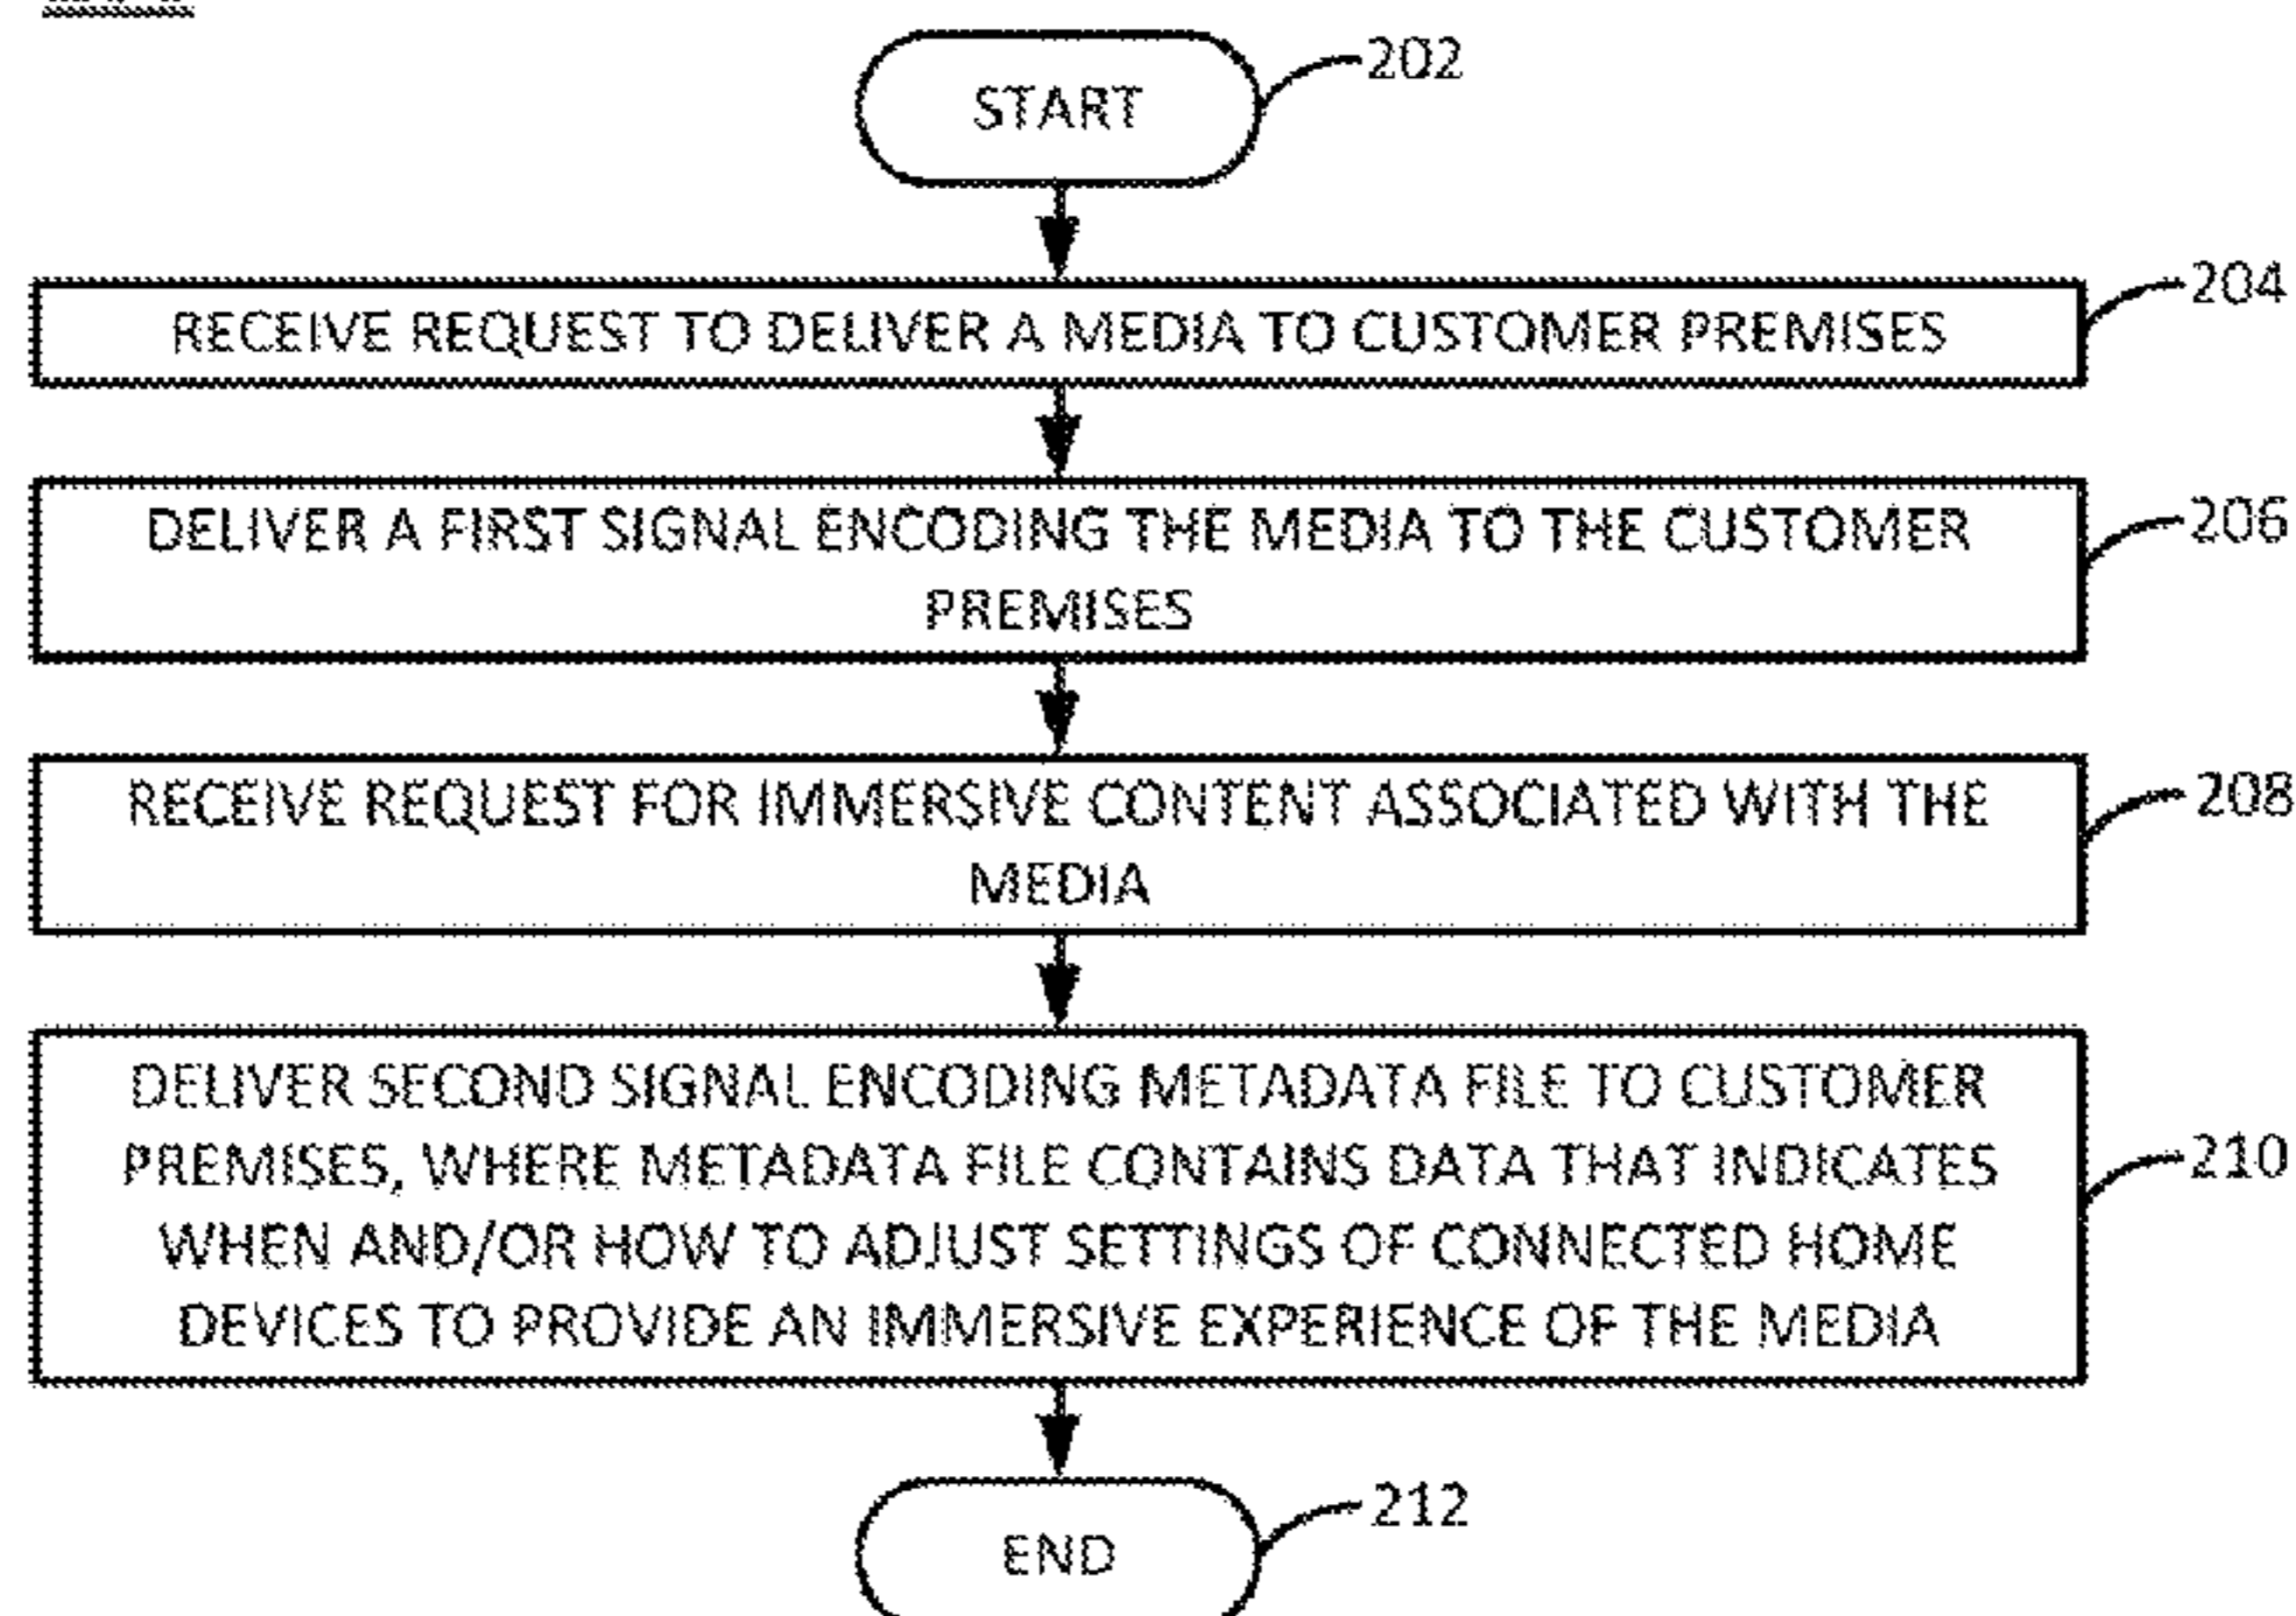 START
202
RECEIVE REQUEST TO DELIVER A MEDIA TO CUSTOMER PREMISES
204
DELIVER A FIRST SIGNAL ENCODING THE MEDIA TO THE CUSTOMER
PREMISES
206
RECEIVE REQUEST FOR IMMERSIVE CONTENT ASSOCIATED WITH THE
MEDIA
208
DELIVER SECOND SIGNAL ENCODING METADATA FILE TO CUSTOMER
PREMISES, WHERE METADATA FILE CONTAINS DATA THAT INDICATES
WHEN AND/OR HOW TO ADJUST SETTINGS OF CONNECTED HOME
DEVICES TO PROVIDE AN IMMERSIVE EXPERIENCE OF THE MEDIA
210
END
212